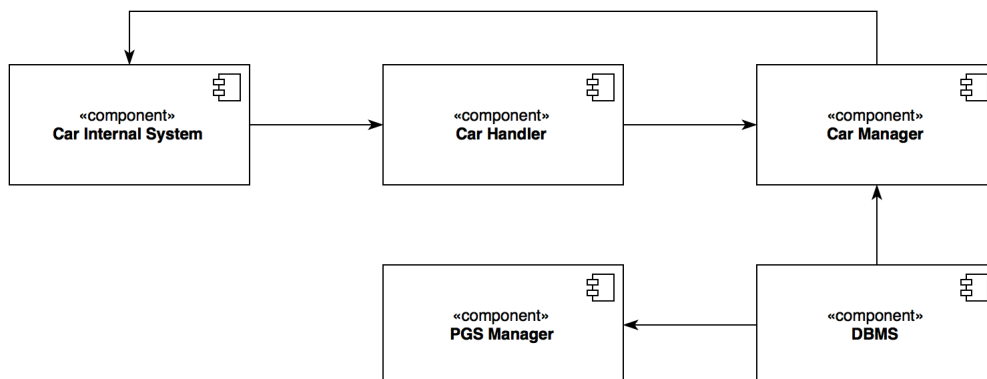 «component»
Car Internal System
«component»
Car Handler
«component»
Car Manager
«component»
PGS Manager
«component»
DBMS